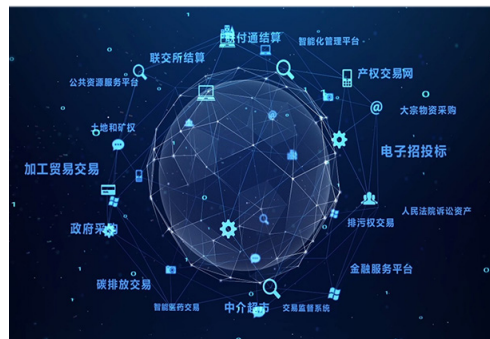 付通结算
智能化管理平台
联交所结算
产权交易网
公共资源服务平台
大宗物资采购
土地和矿权
电子招投标
加工贸易交易
人民法院诉讼资产
政府采购
排污权交易
金融服务平台
碳排放交易
智能医药交易
中介超市
交易监督系统